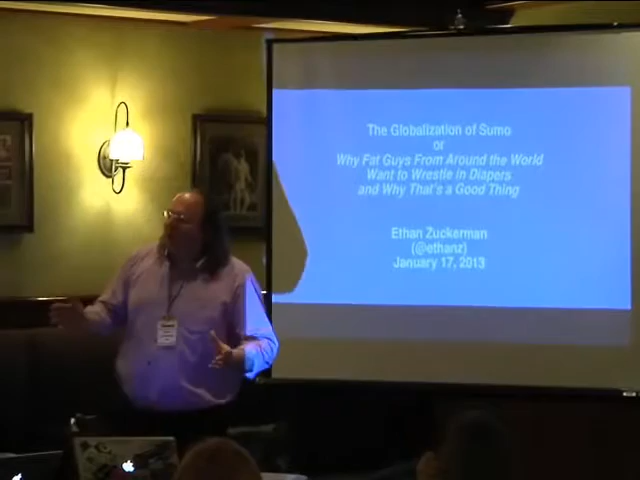 The Globalization of Sumo
or
Why Fat Guys From Around the World
Want to Wrestle in Diapers
and Why That's a Good Thing
Ethan Zuckerman
(@ethanz)
January 17, 2013